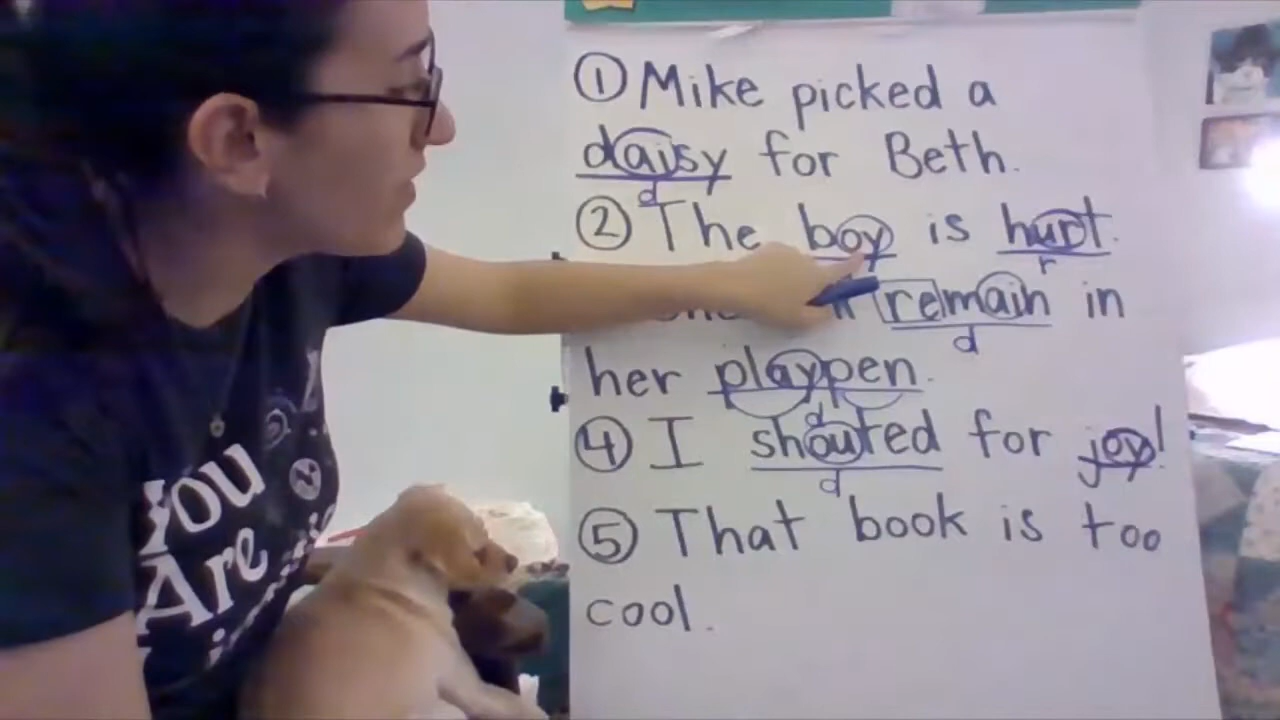 ① Mike picked a
daisy for Beth.
d
② The boy is hurt.
r
remain in
d
her playpen.
d
④ I shouted for joy!
d
⑤ That book is too
cool.
You
Are